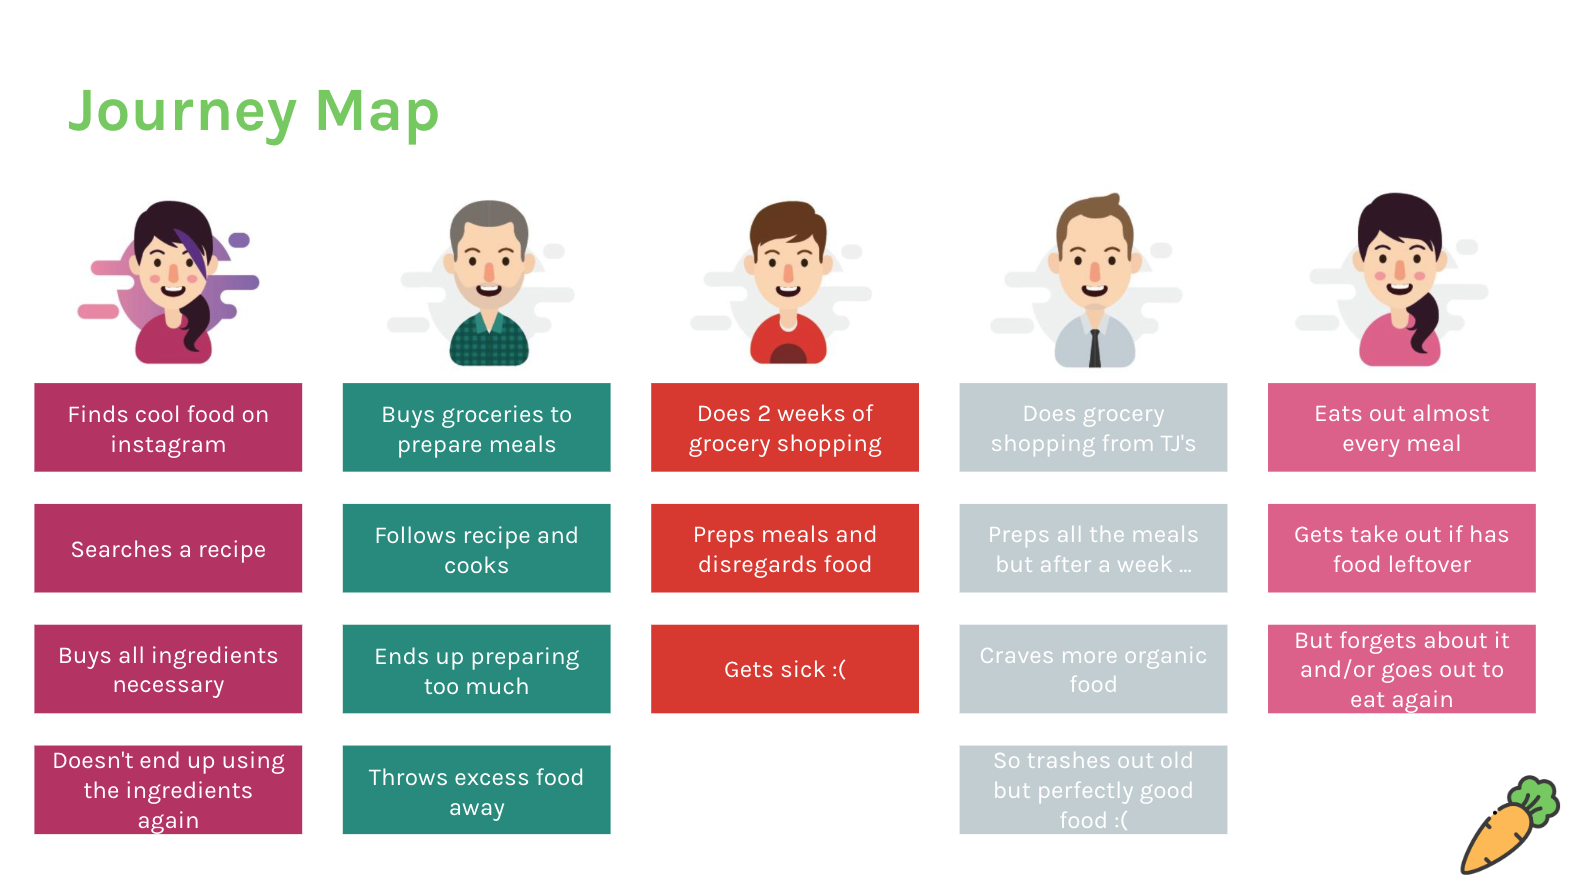 Journey Map
Finds cool food on
instagram
Searches a recipe
Buys all ingredients
necessary
Doesn't end up using
the ingredients
again
Buys groceries to
prepare meals
Follows recipe and
cooks
Ends up preparing
too much
Throws excess food
away
Does 2 weeks of
grocery shopping
Preps meals and
disregards food
Gets sick :(
Does grocery
shopping from TJ's
Preps all the meals
but after a week ...
Craves more organic
food
So trashes out old
but perfectly good
food :(
Eats out almost
every meal
Gets take out if has
food leftover
But forgets about it
and/or goes out to
eat again